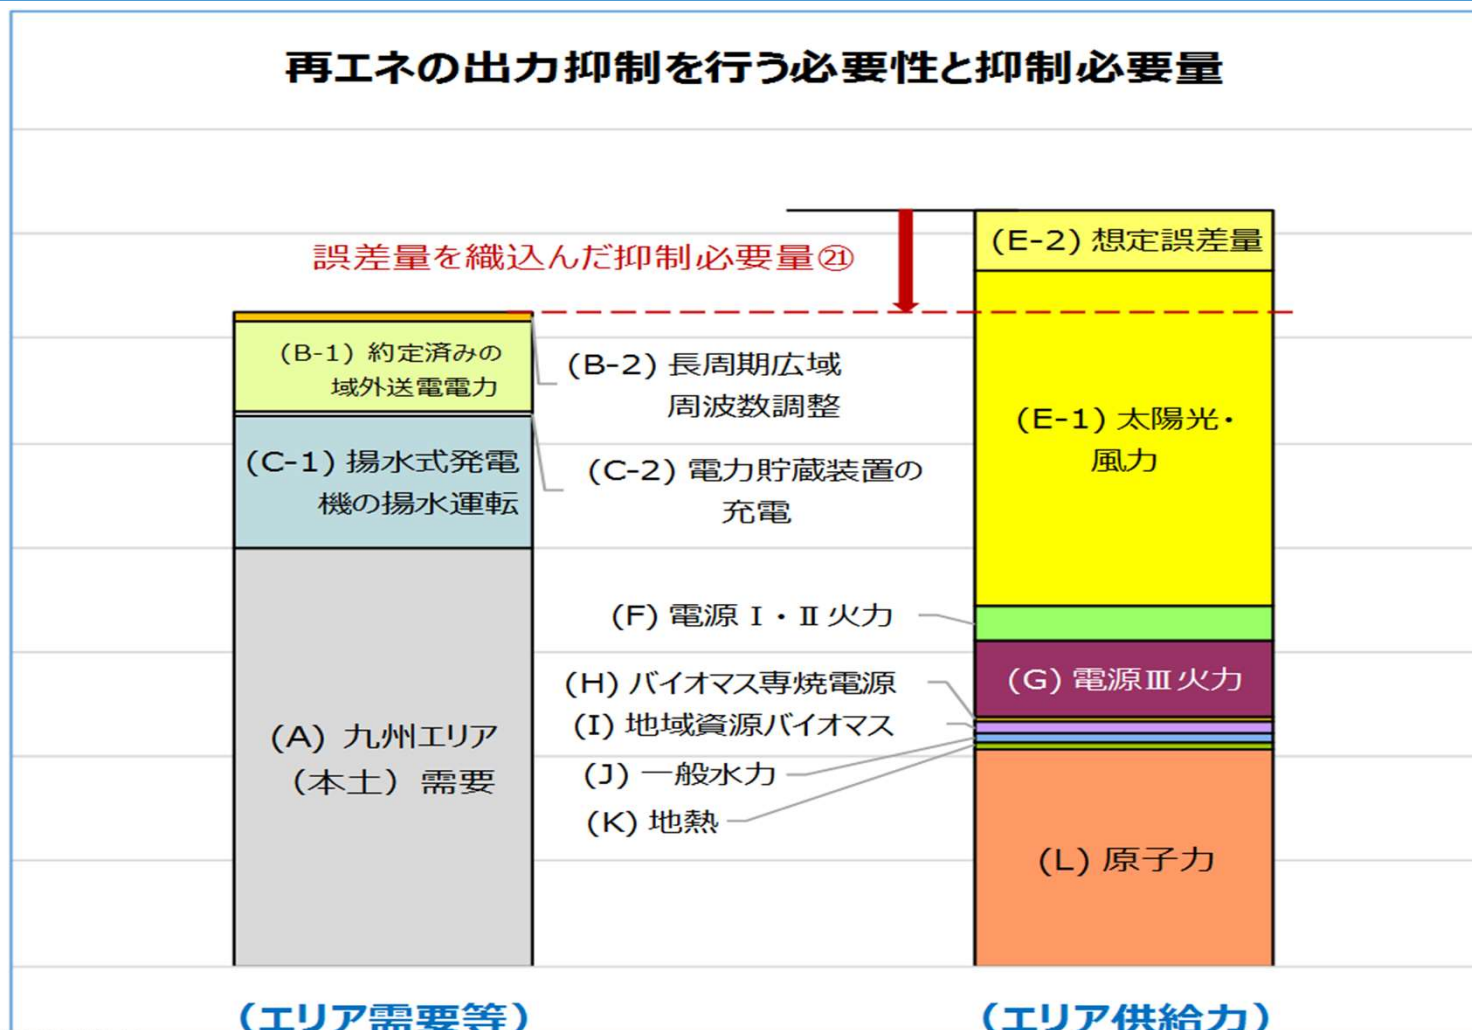 再エネの出力抑制を行う必要性と抑制必要量
(E-2) 想定誤差量
誤差量を織込んだ抑制必要量㉑
(B-1) 約定済みの
域外送電電力
(B-2) 長周期広域
周波数調整
(E-1) 太陽光・
風力
(C-1) 揚水式発電
機の揚水運転
(C-2) 電力貯蔵装置の
充電
(F) 電源Ⅰ・Ⅱ火力
(G) 電源Ⅲ火力
(H) バイオマス専焼電源
(I) 地域資源バイオマス
(A) 九州エリア
（本土）需要
(J) 一般水力
(K) 地熱
(L) 原子力
（エリア需要等）
（エリア供給力）